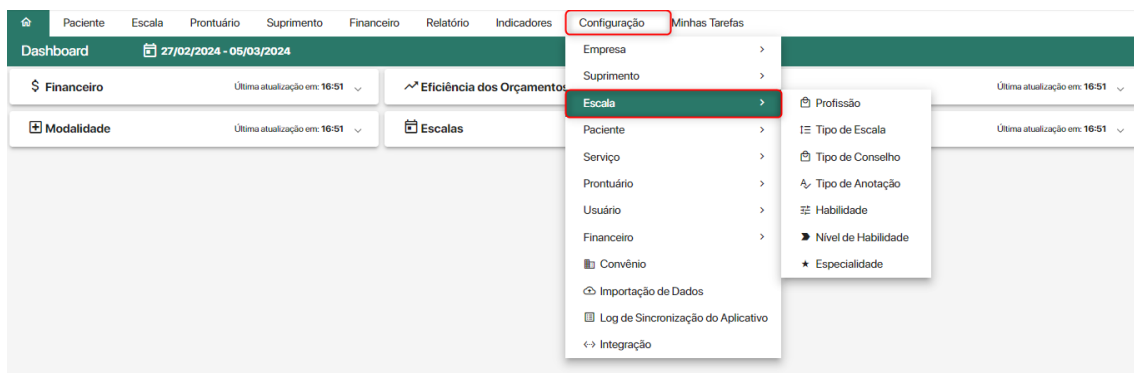 Paciente Escala Prontuário Suprimento Financeiro Relatório Indicadores Configuração Minhas Tarefas
Dashboard 27/02/2024 - 05/03/2024
$ Financeiro Última atualização em: 16:51
Eficiência dos Orçamentos
Última atualização em: 16:51
Modalidade Última atualização em: 16:51
Escalas
Última atualização em: 16:51
Empresa
Suprimento
Escala
Paciente
Serviço
Prontuário
Usuário
Financeiro
Convênio
Importação de Dados
Log de Sincronização do Aplicativo
Integração
Profissão
Tipo de Escala
Tipo de Conselho
Tipo de Anotação
Habilidade
Nível de Habilidade
Especialidade